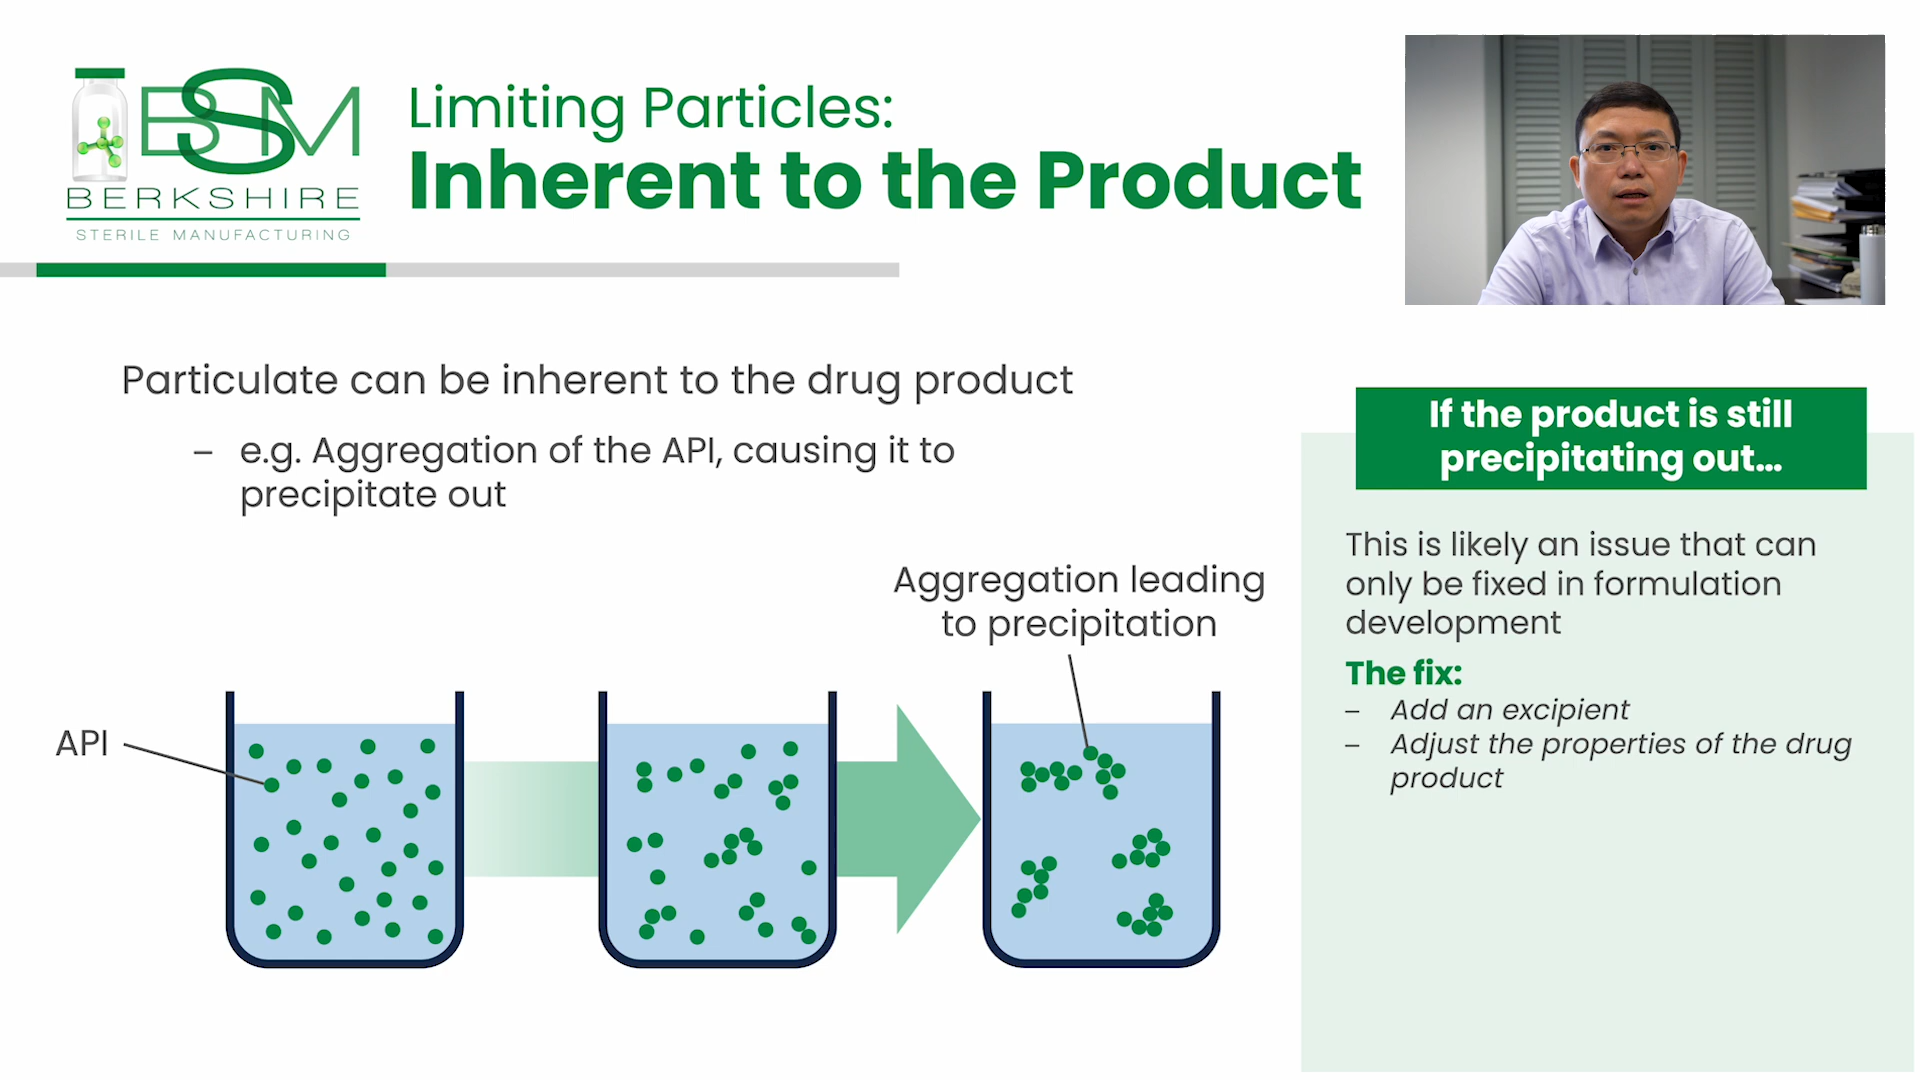 BSM
BERKSHIRE
STERILE MANUFACTURING
Limiting Particles:
Inherent to the Product
Particulate can be inherent to the drug product
– e.g. Aggregation of the API, causing it to
precipitate out
Aggregation leading
to precipitation
API
If the product is still
precipitating out...
This is likely an issue that can
only be fixed in formulation
development
The fix:
– Add an excipient
– Adjust the properties of the drug
product